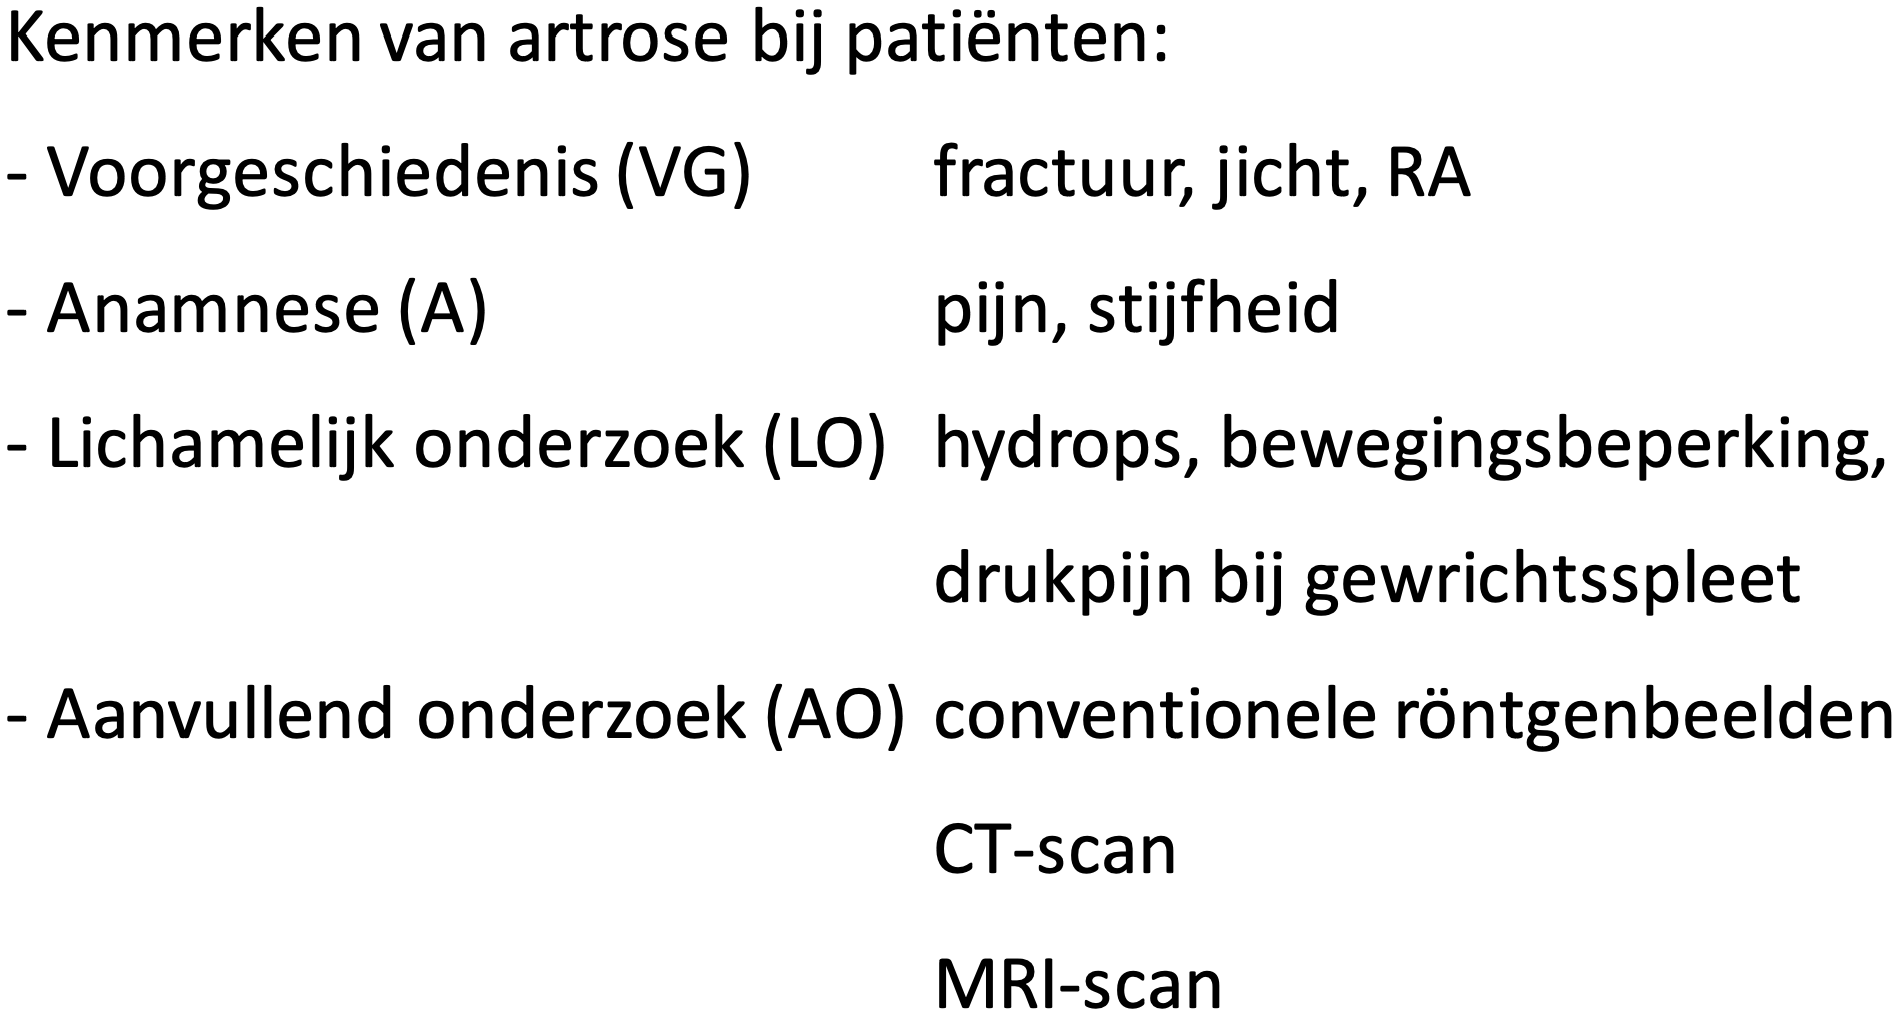 Kenmerken van artrose bij patiënten:
- Voorgeschiedenis (VG) fractuur, jicht, RA
- Anamnese (A) pijn, stijfheid
- Lichamelijk onderzoek (LO) hydrops, bewegingsbeperking,
drukpijn bij gewrichtsspleet
- Aanvullend onderzoek (AO) conventionele röntgenbeelden
CT-scan
MRI-scan